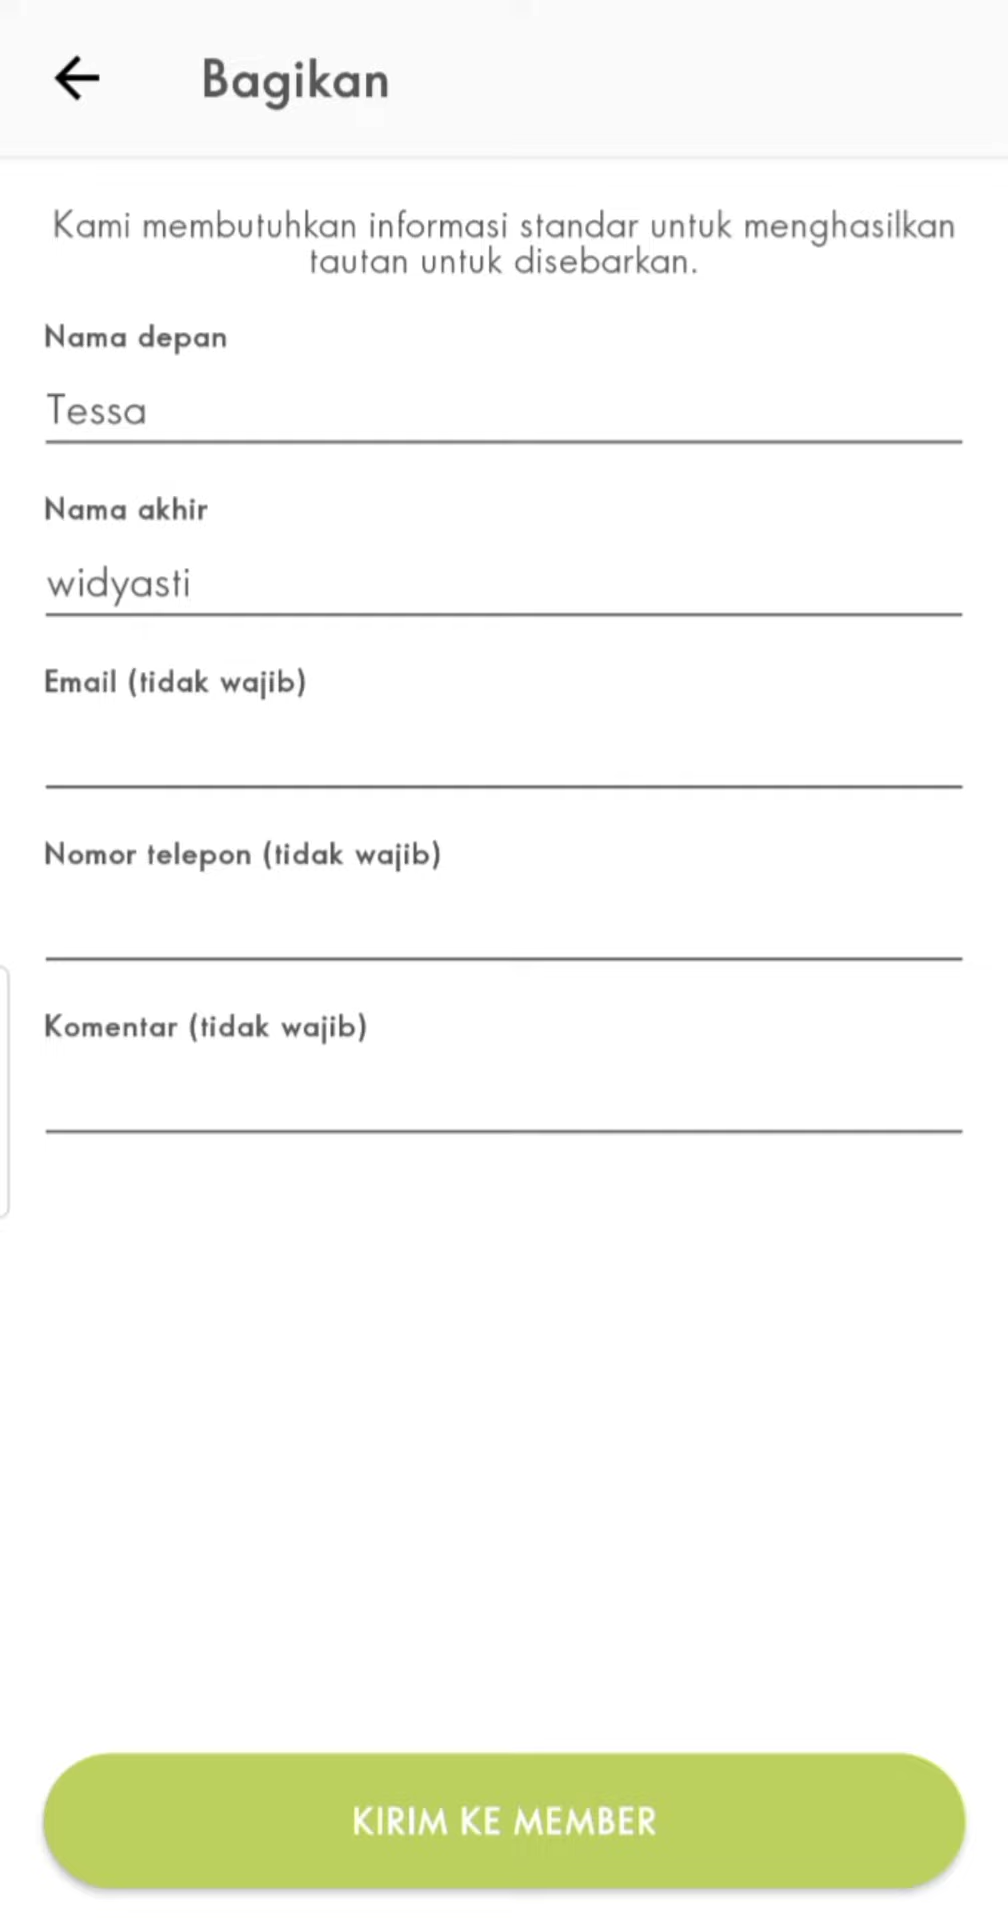 Bagikan
Kami membutuhkan informasi standar untuk menghasilkan
tautan untuk disebarkan.
Nama depan
Tessa
Nama akhir
widyasti
Email (tidak wajib)
Nomor telepon (tidak wajib)
Komentar (tidak wajib)
KIRIM KE MEMBER